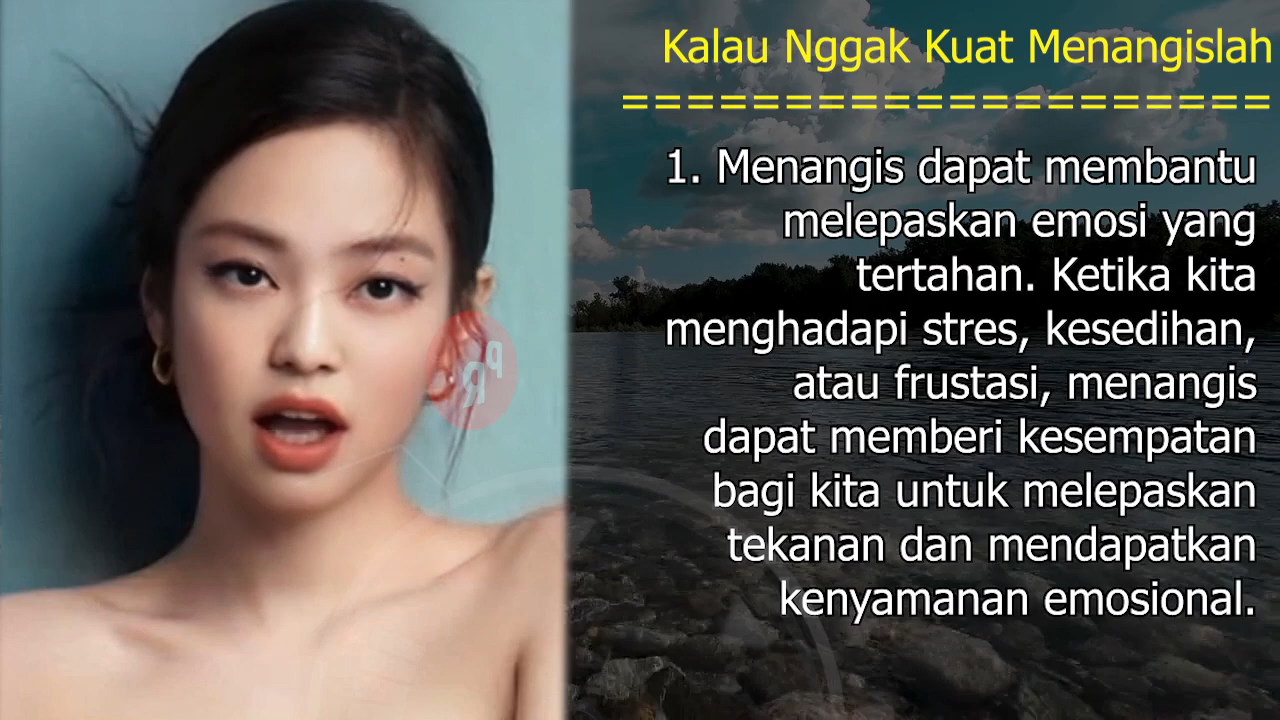 Kalau Nggak Kuat Menangislah
=====================
1. Menangis dapat membantu
melepaskan emosi yang
tertahan. Ketika kita
menghadapi stres, kesedihan,
atau frustasi, menangis
dapat memberi kesempatan
bagi kita untuk melepaskan
tekanan dan mendapatkan
kenyamanan emosional.